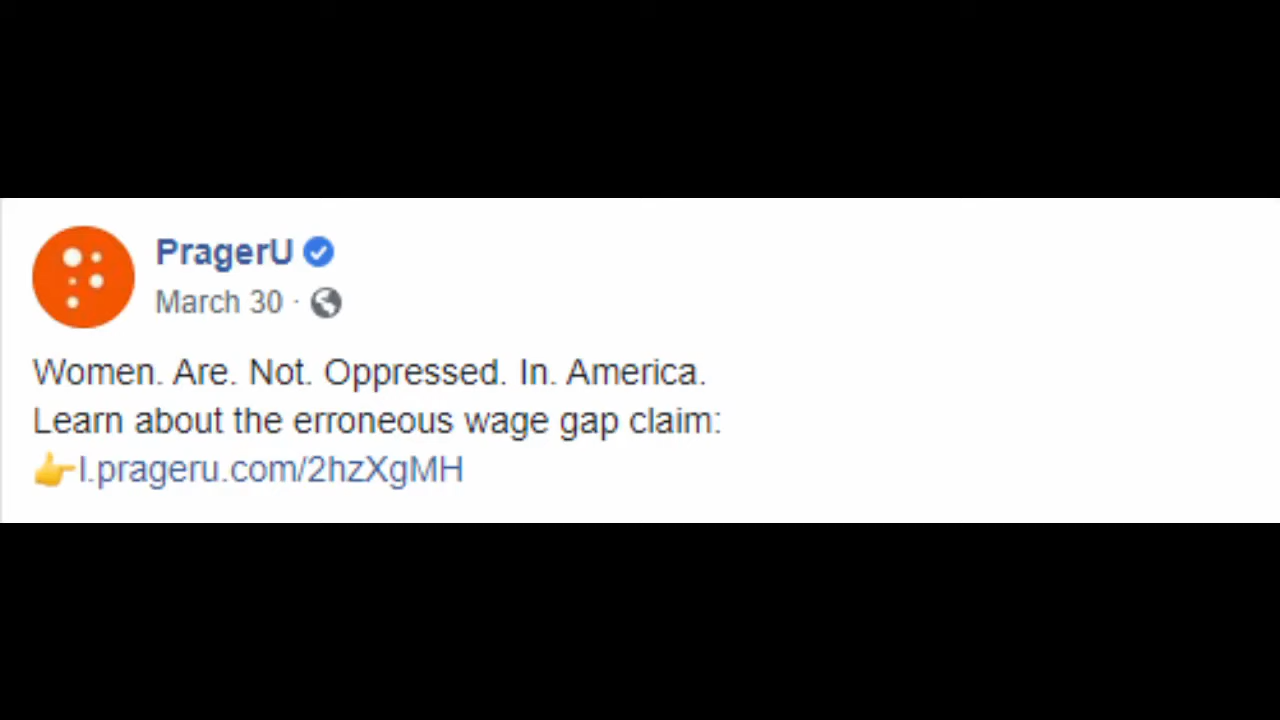 PragerU
March 30 ·
Women. Are. Not. Oppressed. In. America.
Learn about the erroneous wage gap claim:
👉l.prageru.com/2hzXgMH